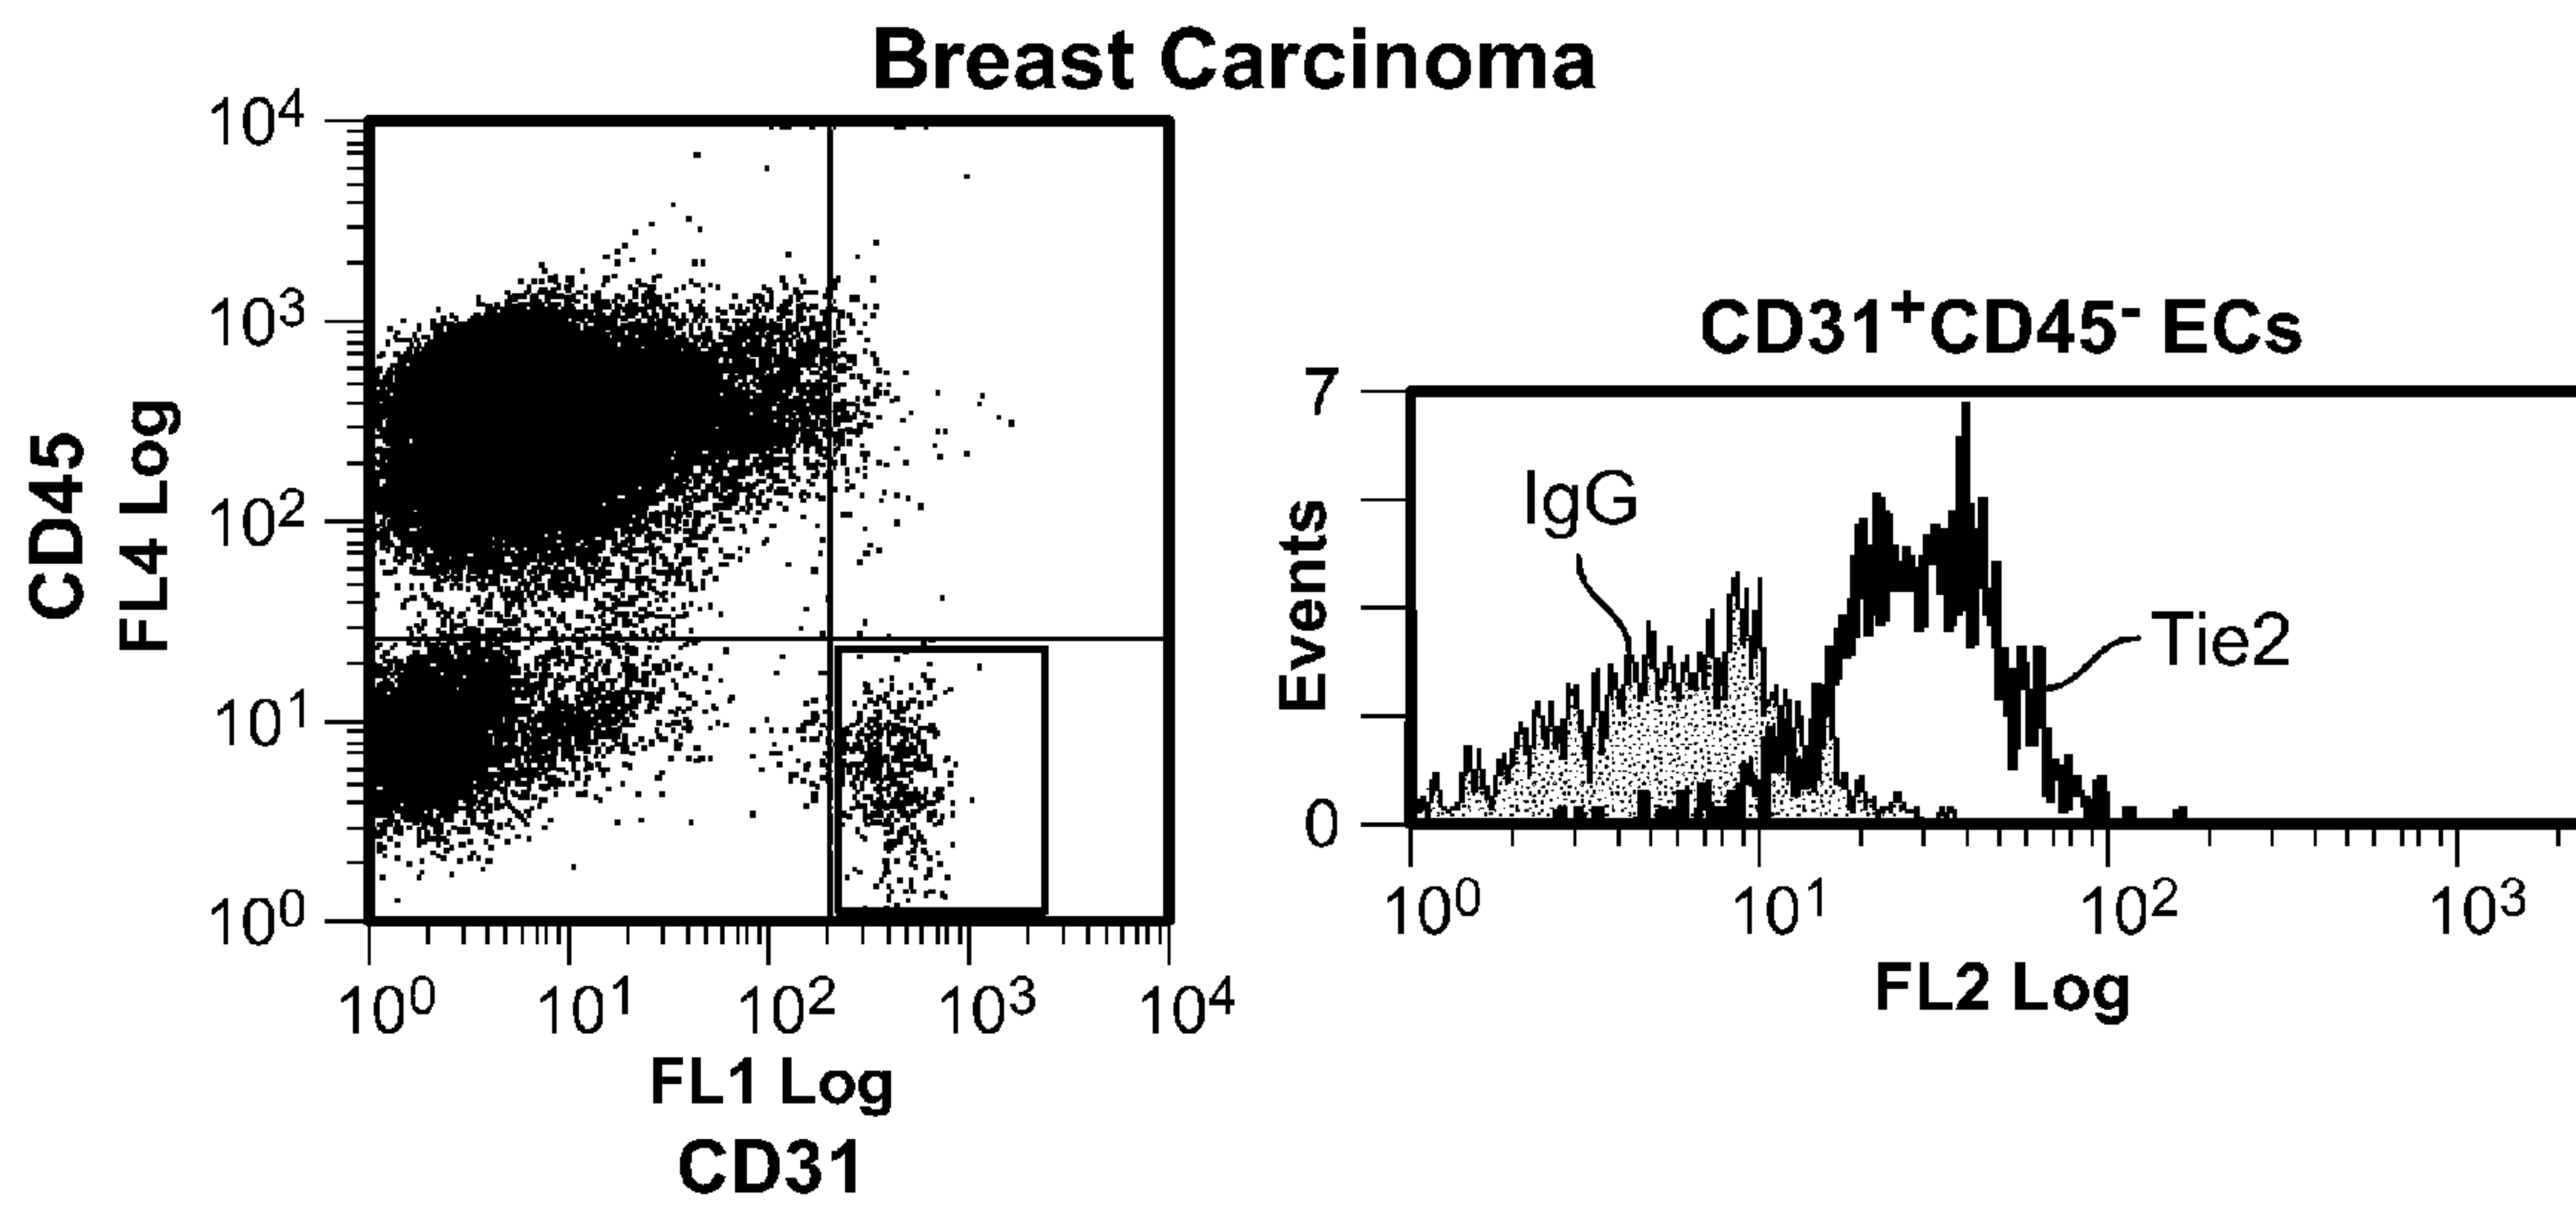 Breast Carcinoma
10⁴
10³
10²
10¹
10⁰
CD45
FL4 Log
10⁰ 10¹ 10² 10³ 10⁴
FL1 Log
CD31
CD31⁺CD45⁻ ECs
7
0
Events
IgG
Tie2
10⁰ 10¹ 10² 10³
FL2 Log